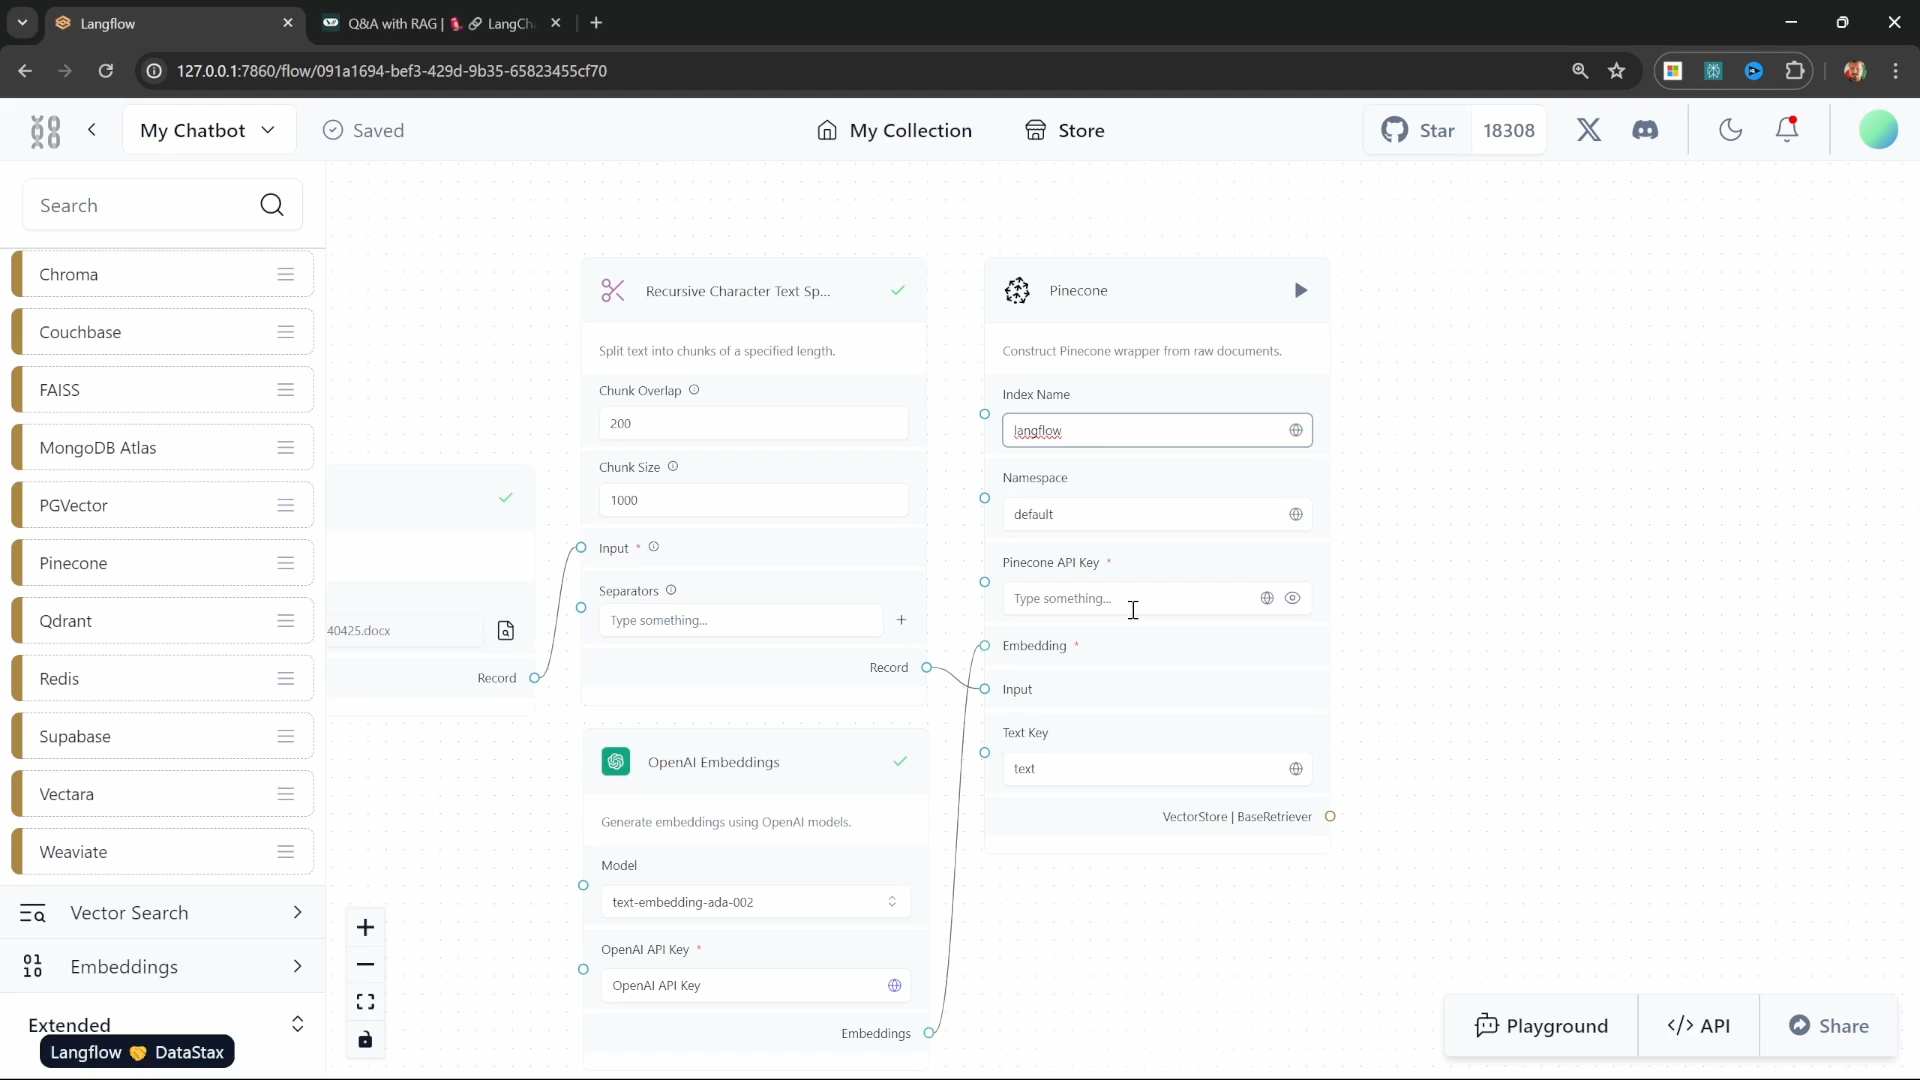 Langflow
Q&A with RAG | 🦜🔗 LangCh
127.0.0.1:7860/flow/091a1694-bef3-429d-9b35-65823455cf70
My Chatbot
Saved
My Collection
Store
Star
18308
Search
Chroma
Couchbase
FAISS
MongoDB Atlas
PGVector
Pinecone
Qdrant
Redis
Supabase
Vectara
Weaviate
Vector Search
Embeddings
Extended
Langflow 🤝 DataStax
40425.docx
Record
Recursive Character Text Sp...
Split text into chunks of a specified length.
Chunk Overlap
200
Chunk Size
1000
Input *
Separators
Type something...
Record
OpenAI Embeddings
Generate embeddings using OpenAI models.
Model
text-embedding-ada-002
OpenAI API Key *
OpenAI API Key
Embeddings
Pinecone
Construct Pinecone wrapper from raw documents.
Index Name
langflow
Namespace
default
Pinecone API Key *
Type something...
Embedding *
Input
Text Key
text
VectorStore | BaseRetriever
Playground
</> API
Share